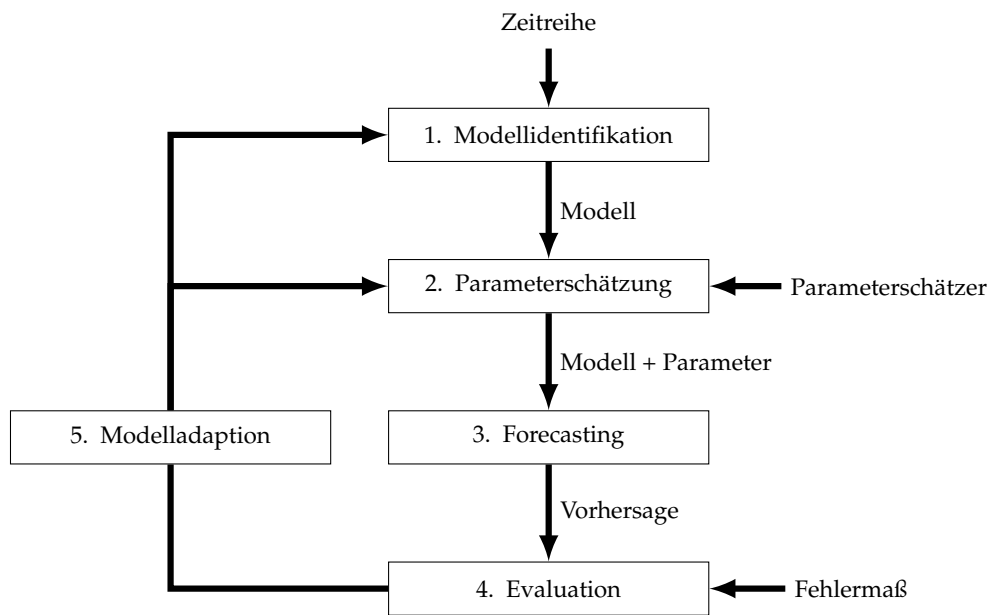 Zeitreihe
1. Modellidentifikation
Modell
2. Parameterschätzung
Parameterschätzer
Modell + Parameter
5. Modelladaption
3. Forecasting
Vorhersage
4. Evaluation
Fehlermaß